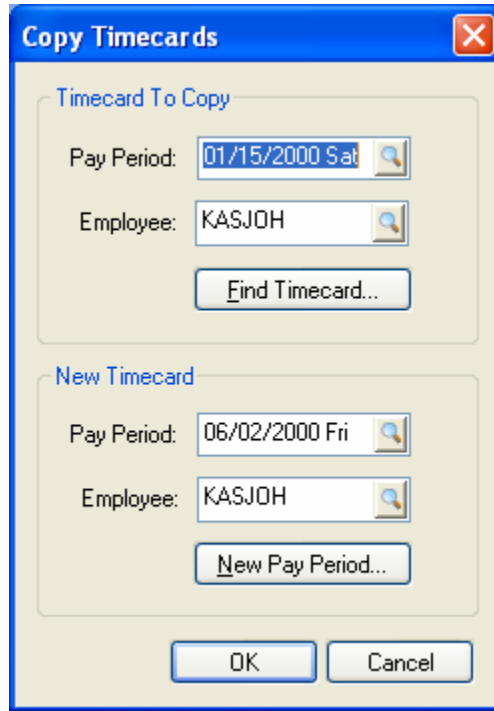 Copy Timecards
Timecard To Copy
Pay Period: 01/15/2000 Sat
Employee: KASJOH
Find Timecard...
New Timecard
Pay Period: 06/02/2000 Fri
Employee: KASJOH
New Pay Period...
OK Cancel